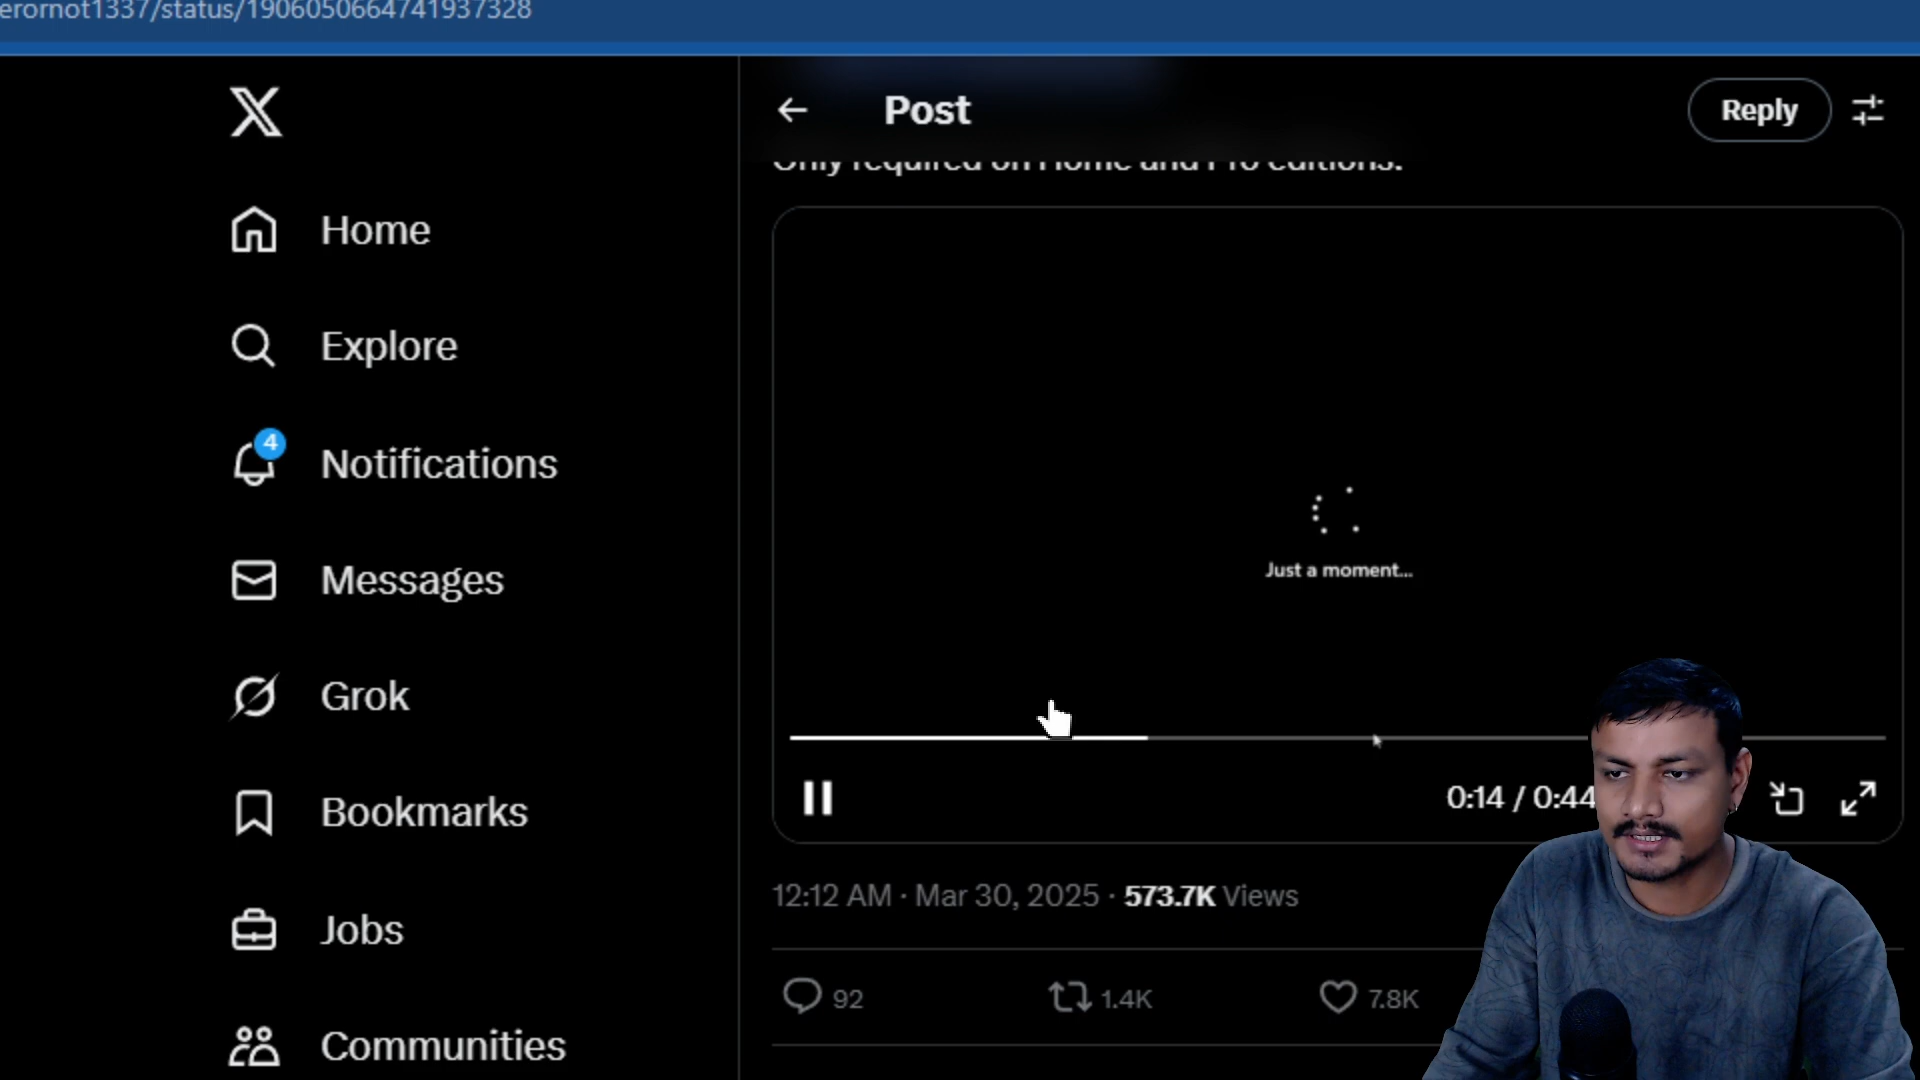 erornot1337/status/1906050664741937328
Post
Reply
Only required on Home and Pro editions.
Home
Explore
4
Notifications
Just a moment...
Messages
Grok
0:14 / 0:44
Bookmarks
12:12 AM · Mar 30, 2025 · 573.7K Views
Jobs
92
1.4K
7.8K
Communities